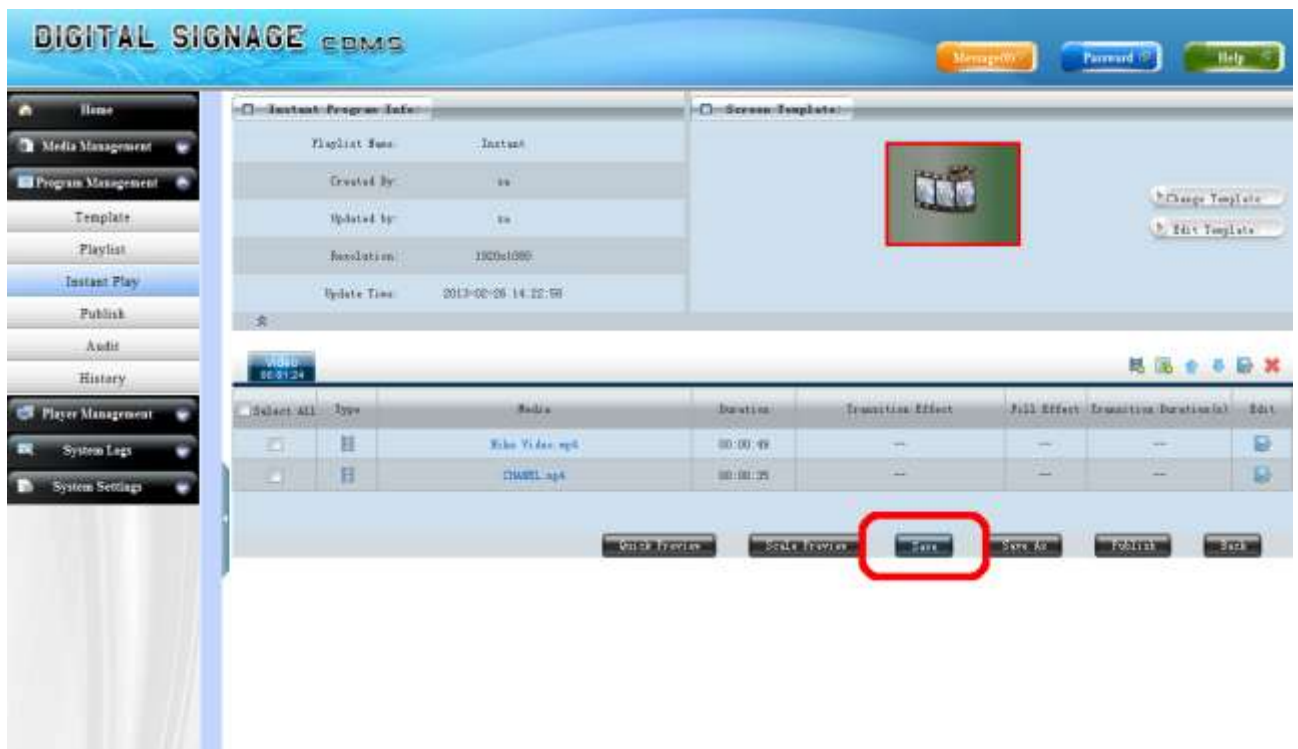 DIGITAL SIGNAGE CDMS
Message(0) Password Help
Home
Media Management
Program Management
Template
Playlist
Instant Play
Publish
Audit
History
Player Management
System Logs
System Settings
Instant Program Info:
Playlist Name: Instant
Created By:
Updated by:
Resolution: 1920x1080
Update Time: 2013-02-26 14:22:58
Screen Template:
Change Template
Edit Template
Video
00:01:24
Select All Type Media Duration Transition Effect Fill Effect Transition Duration(s) Edit
Nike Video.mp4 00:00:49 -- -- --
CHANEL.mp4 00:00:35 -- -- --
Quick Preview Scale Preview Save Save As Publish Back